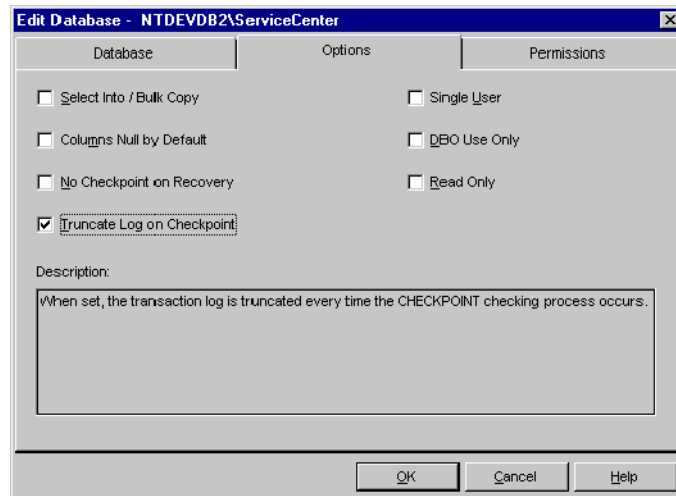 Edit Database - NTDEVDB2\ServiceCenter
Database
Options
Permissions
Select Into / Bulk Copy
Single User
Columns Null by Default
DBO Use Only
No Checkpoint on Recovery
Read Only
Truncate Log on Checkpoint
Description:
When set, the transaction log is truncated every time the CHECKPOINT checking process occurs.
OK
Cancel
Help